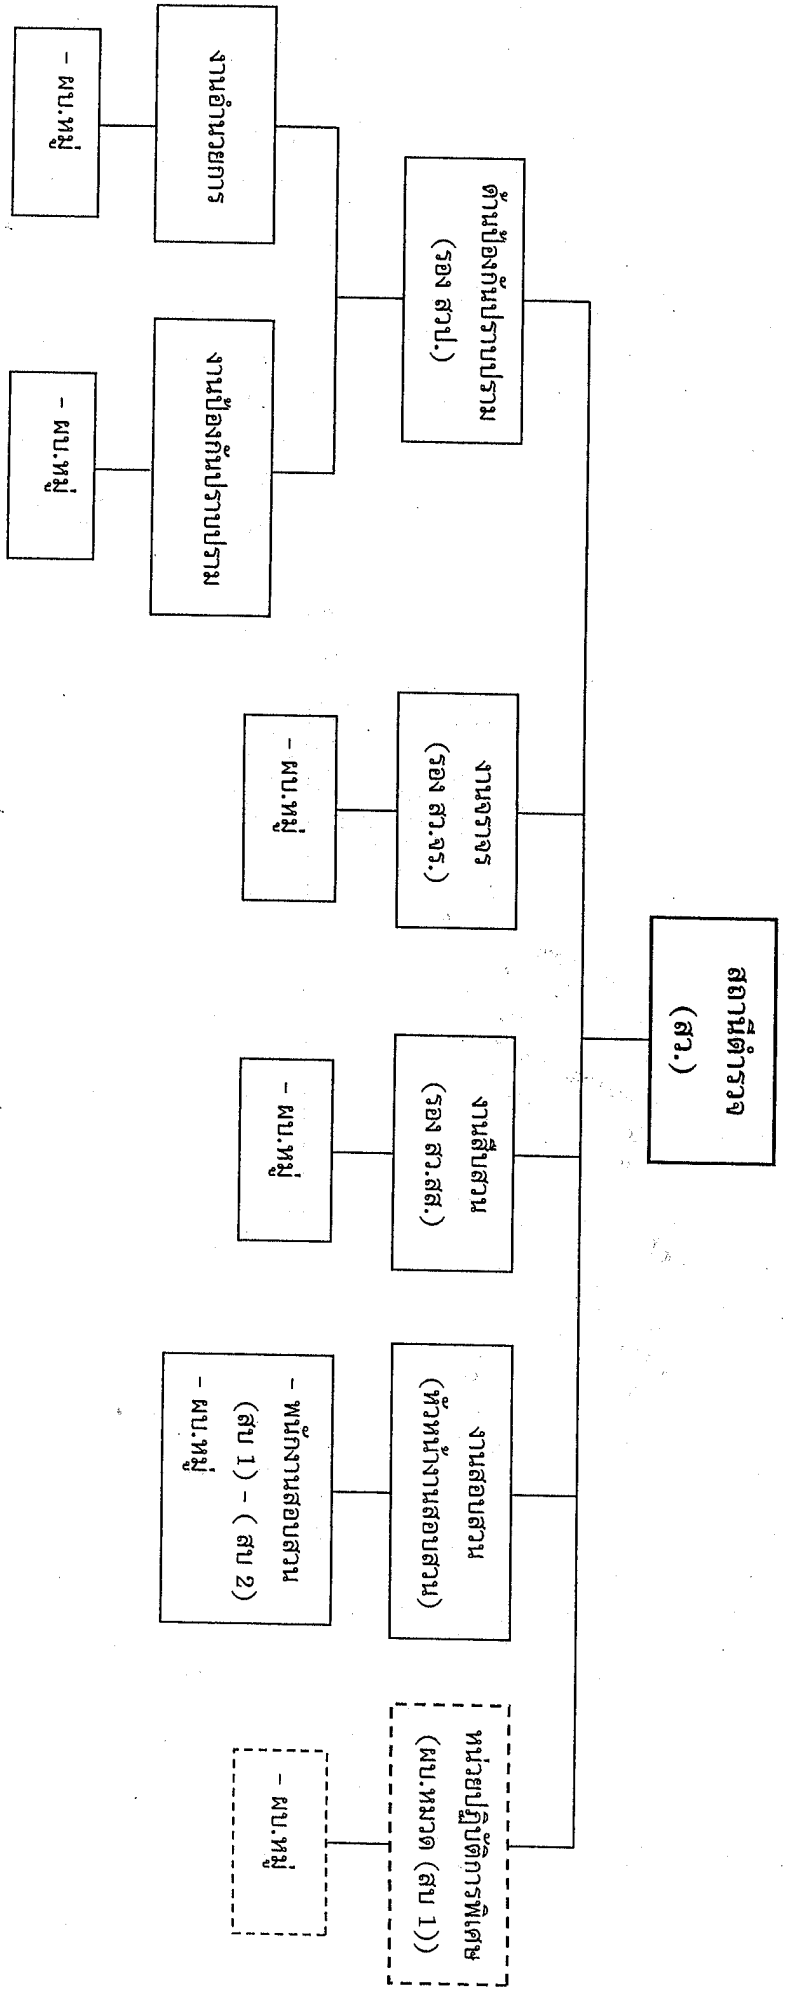 สถานีตำรวจ
(สว.)
ด้านป้องกันปราบปราม
(รอง สวป.)
งานอำนวยการ
- ผบ.หมู่
งานป้องกันปราบปราม
- ผบ.หมู่
งานจราจร
(รอง สว.จร.)
- ผบ.หมู่
งานสืบสวน
(รอง สว.สส.)
- ผบ.หมู่
งานสอบสวน
(หัวหน้างานสอบสวน)
- พนักงานสอบสวน
(สบ 1) - ( สบ 2)
- ผบ.หมู่
หน่วยปฏิบัติการพิเศษ
(ผบ.หมวด (สบ 1))
- ผบ.หมู่